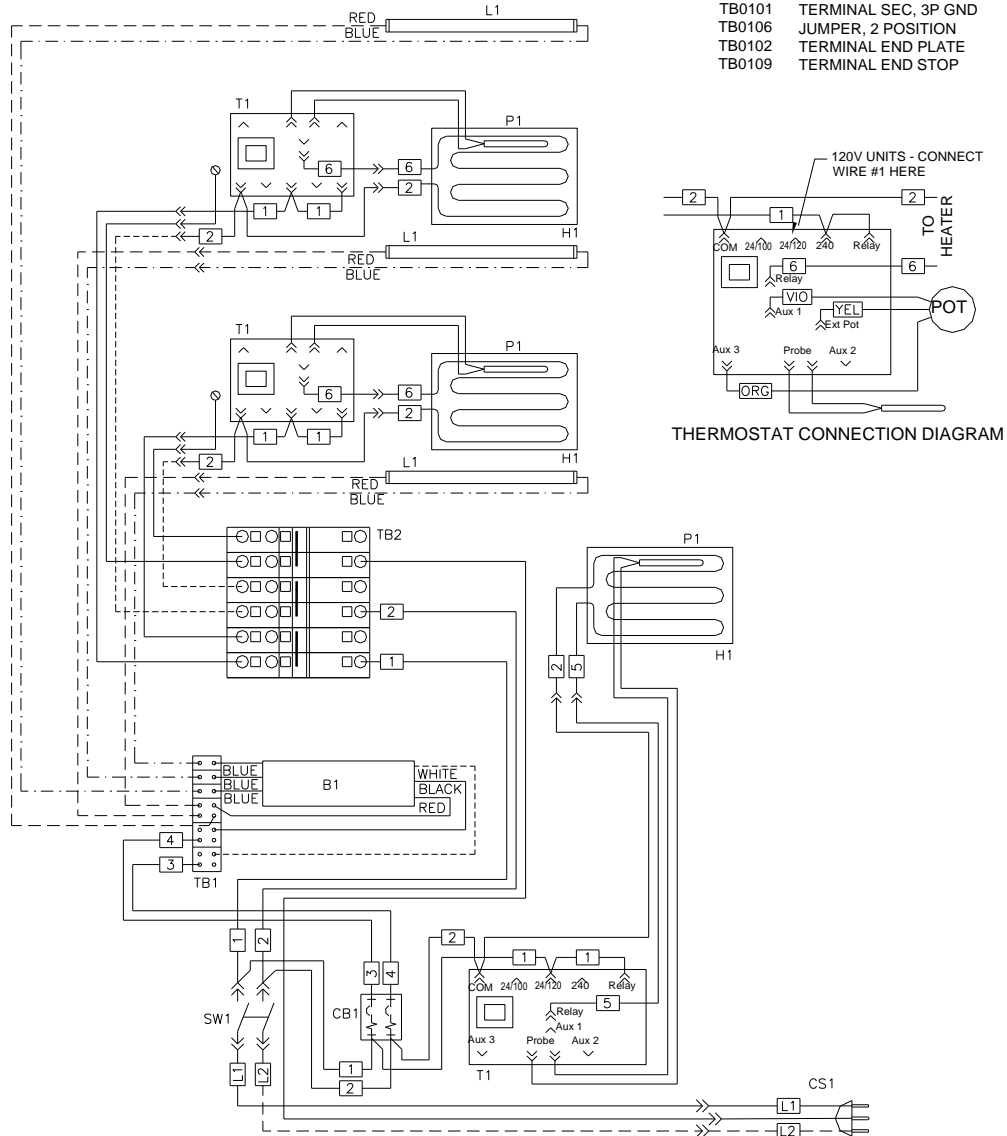 TB0101 TERMINAL SEC, 3P GND
TB0106 JUMPER, 2 POSITION
TB0102 TERMINAL END PLATE
TB0109 TERMINAL END STOP
RED
BLUE
L1
T1
P1
6
6
2
H1
1
1
2
L1
RED
BLUE
120V UNITS - CONNECT
WIRE #1 HERE
2
2
1
TO
HEATER
COM 24/100 24/120 240 Relay
6
6
Relay
VIO
Aux 1
YEL
Ext Pot
POT
Aux 3 Probe Aux 2
ORG
THERMOSTAT CONNECTION DIAGRAM
T1
P1
6
6
2
H1
1
1
2
L1
RED
BLUE
TB2
2
1
P1
H1
2
5
BLUE
BLUE
BLUE
B1
WHITE
BLACK
RED
4
3
TB1
1
2
3
4
SW1
CB1
1
2
L1
L2
2
1
1
COM 24/100 24/120 240 Relay
5
Relay
Aux 1
Aux 3 Probe Aux 2
T1
CS1
L1
L2